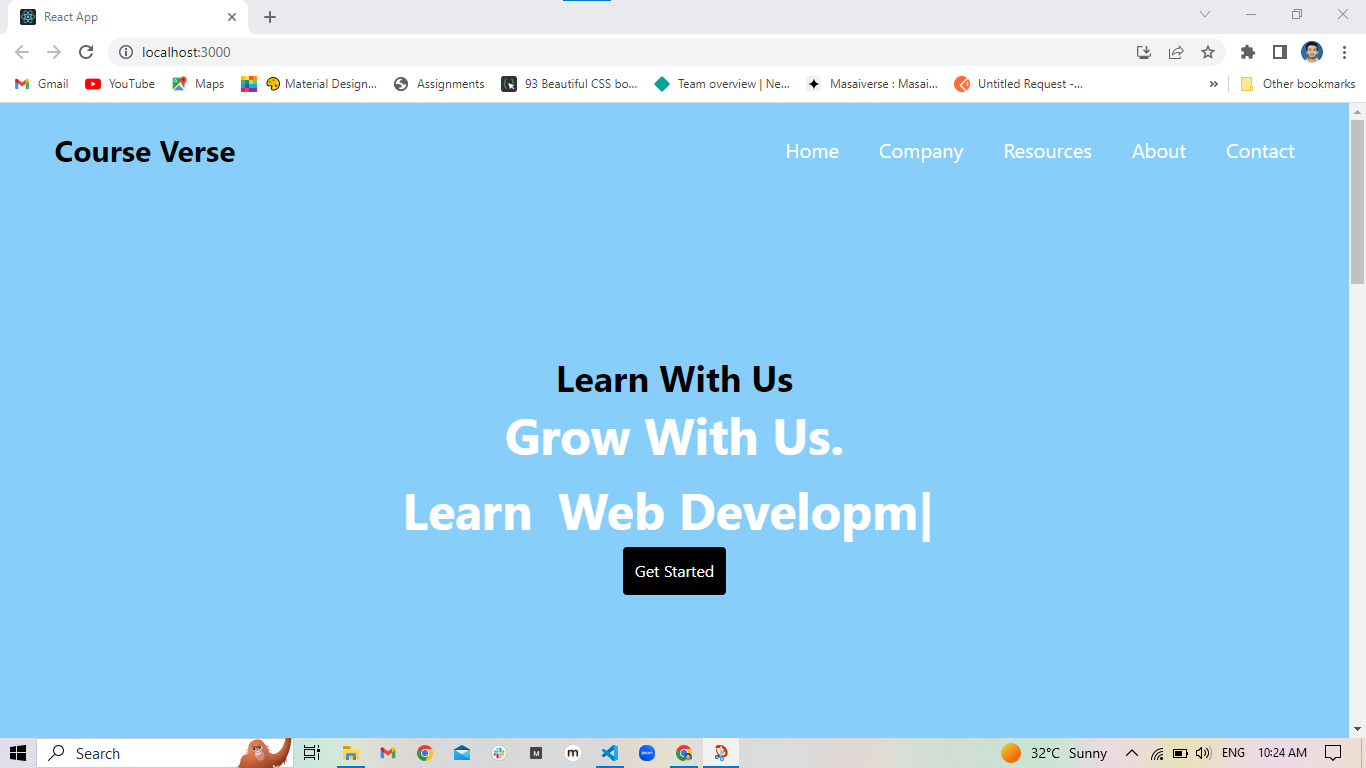 React App
localhost:3000
Gmail YouTube Maps Material Design... Assignments 93 Beautiful CSS bo... Team overview | Ne... Masaiverse : Masai... Untitled Request -... » Other bookmarks
Course Verse Home Company Resources About Contact
Learn With Us
Grow With Us.
Learn  Web Developm|
Get Started
Search 32°C Sunny ENG 10:24 AM